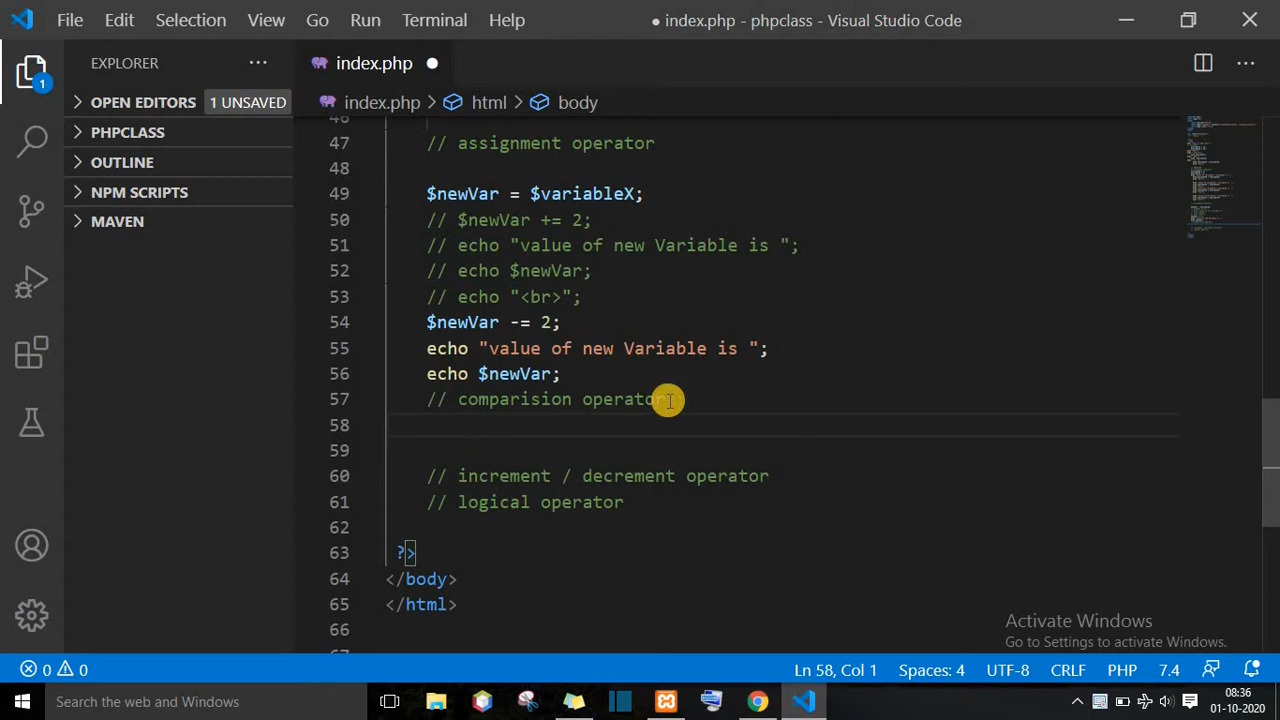 File Edit Selection View Go Run Terminal Help ● index.php - phpclass - Visual Studio Code
EXPLORER ···
index.php ●
1
OPEN EDITORS 1 UNSAVED
PHPCLASS
OUTLINE
NPM SCRIPTS
MAVEN
index.php > html > body
46
47 // assignment operator
48
49 $newVar = $variableX;
50 // $newVar += 2;
51 // echo "value of new Variable is ";
52 // echo $newVar;
53 // echo "<br>";
54 $newVar -= 2;
55 echo "value of new Variable is ";
56 echo $newVar;
57 // comparision operator
58
59
60 // increment / decrement operator
61 // logical operator
62
63 ?>
64 </body>
65 </html>
66
67
Activate Windows
Go to Settings to activate Windows.
0 0 Ln 58, Col 1 Spaces: 4 UTF-8 CRLF PHP 7.4
Search the web and Windows
08:36
01-10-2020